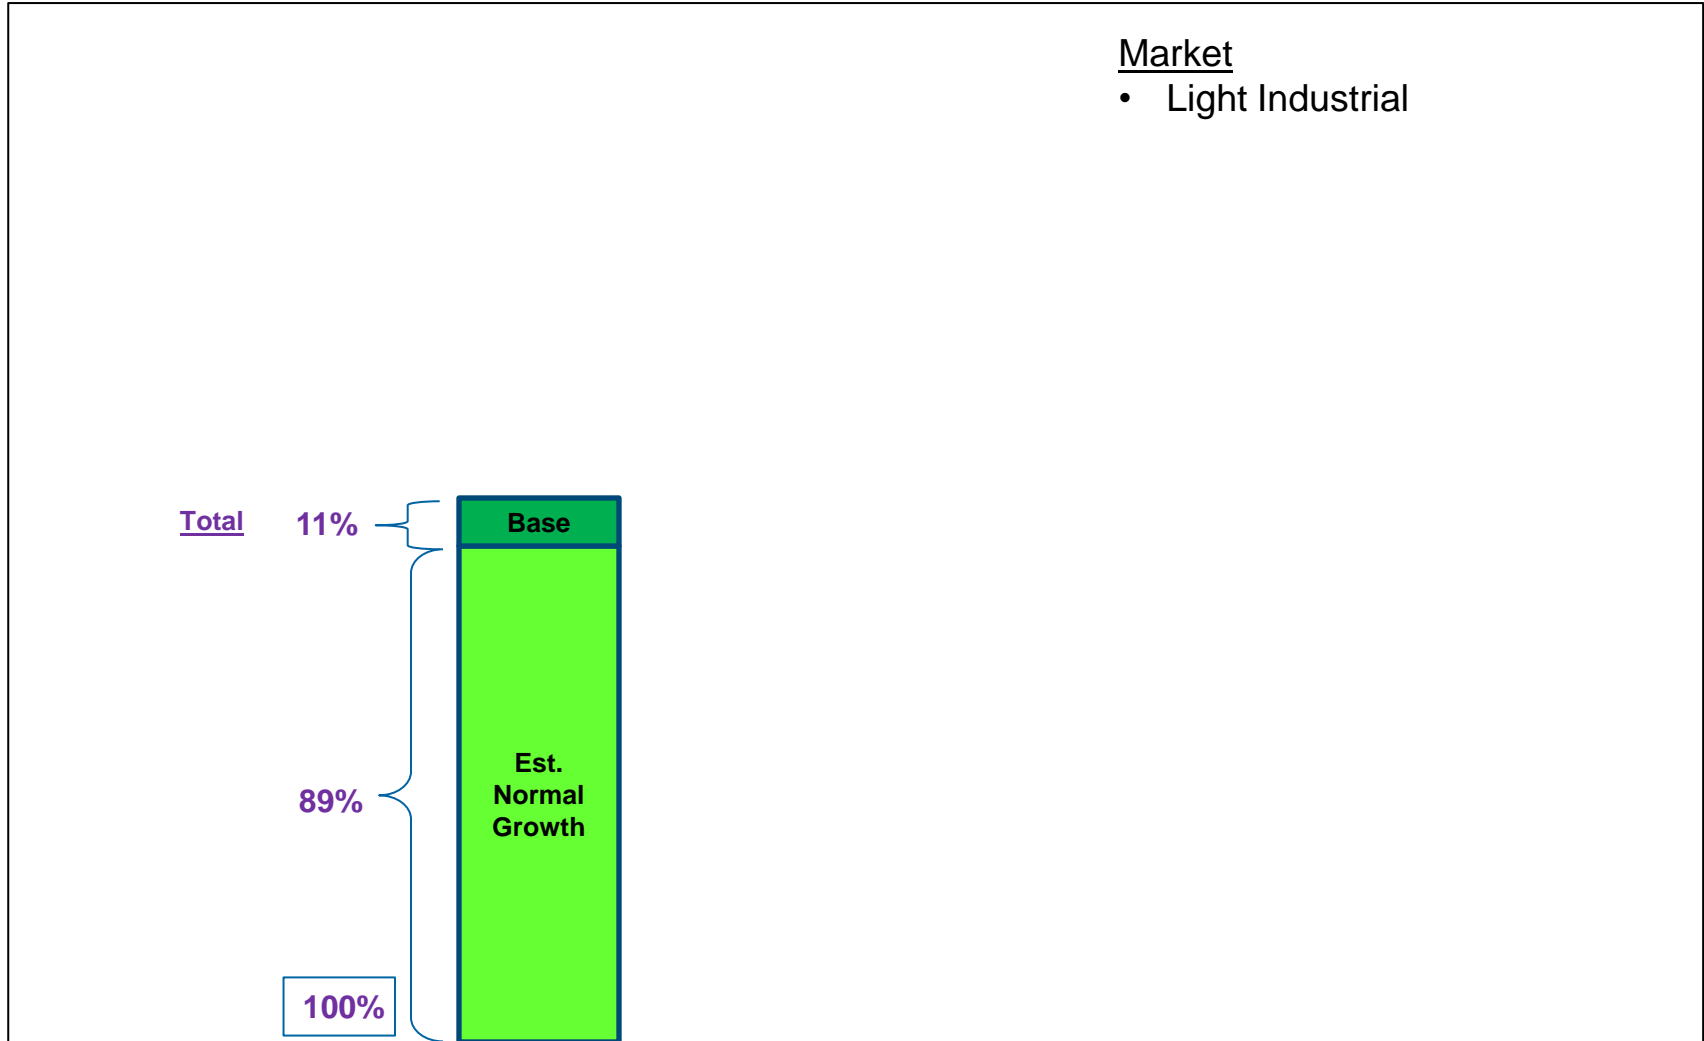 Market
• Light Industrial
Total 11% Base
89%
Est.
Normal
Growth
100%